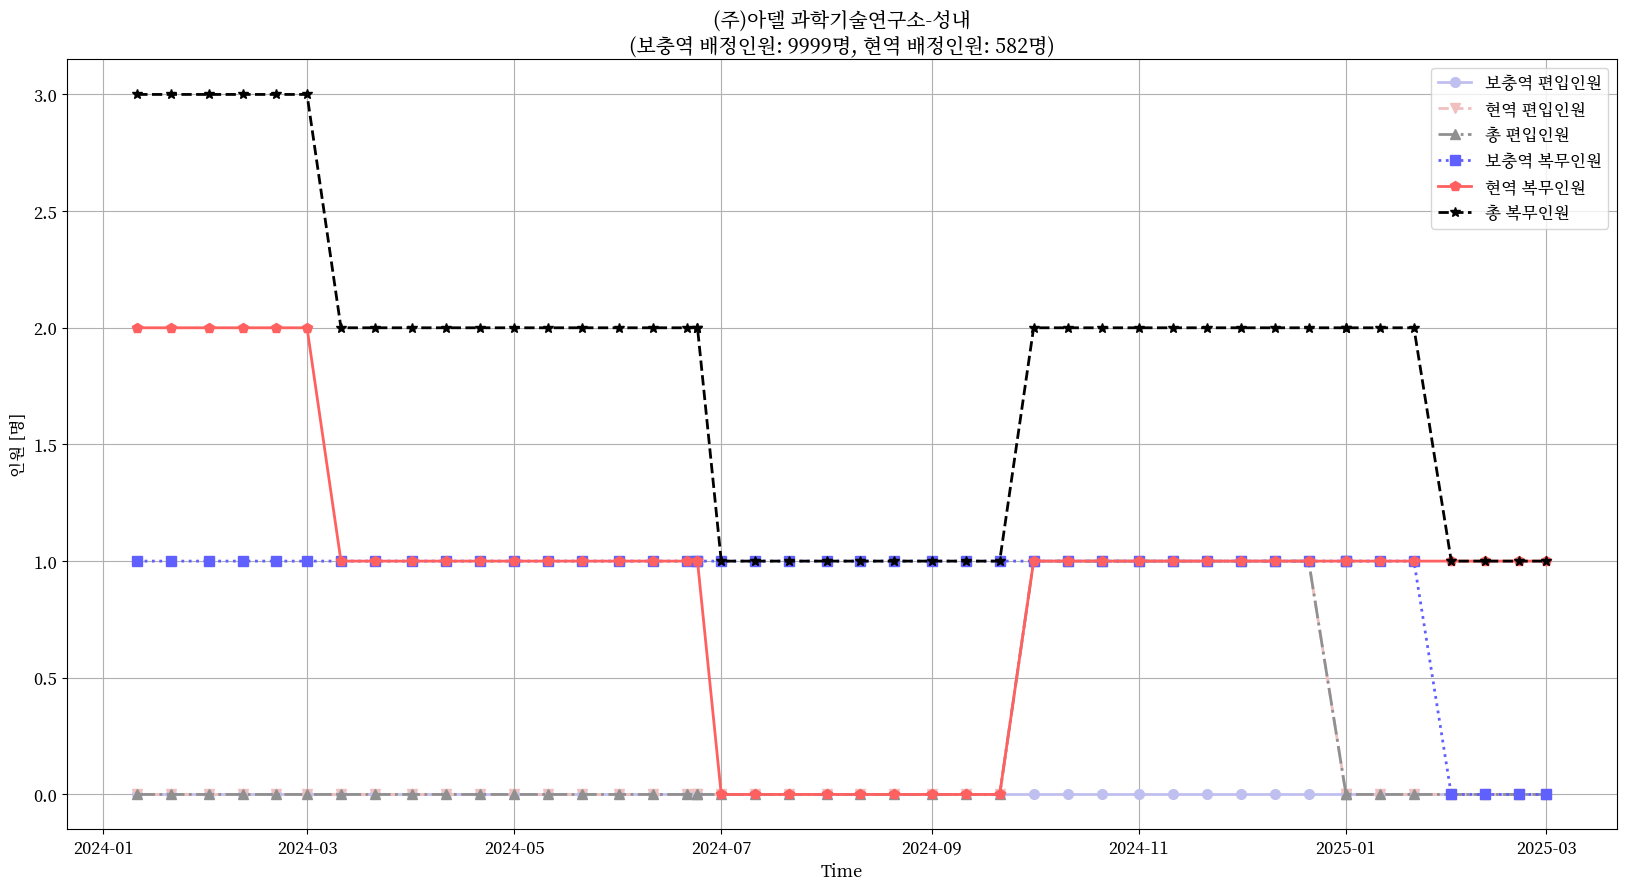 (주)아델 과학기술연구소-성내
(보충역 배정인원: 9999명, 현역 배정인원: 582명)
보충역 편입인원
현역 편입인원
총 편입인원
보충역 복무인원
현역 복무인원
총 복무인원
인원 [명]
3.0
2.5
2.0
1.5
1.0
0.5
0.0
2024-01
2024-03
2024-05
2024-07
2024-09
2024-11
2025-01
2025-03
Time